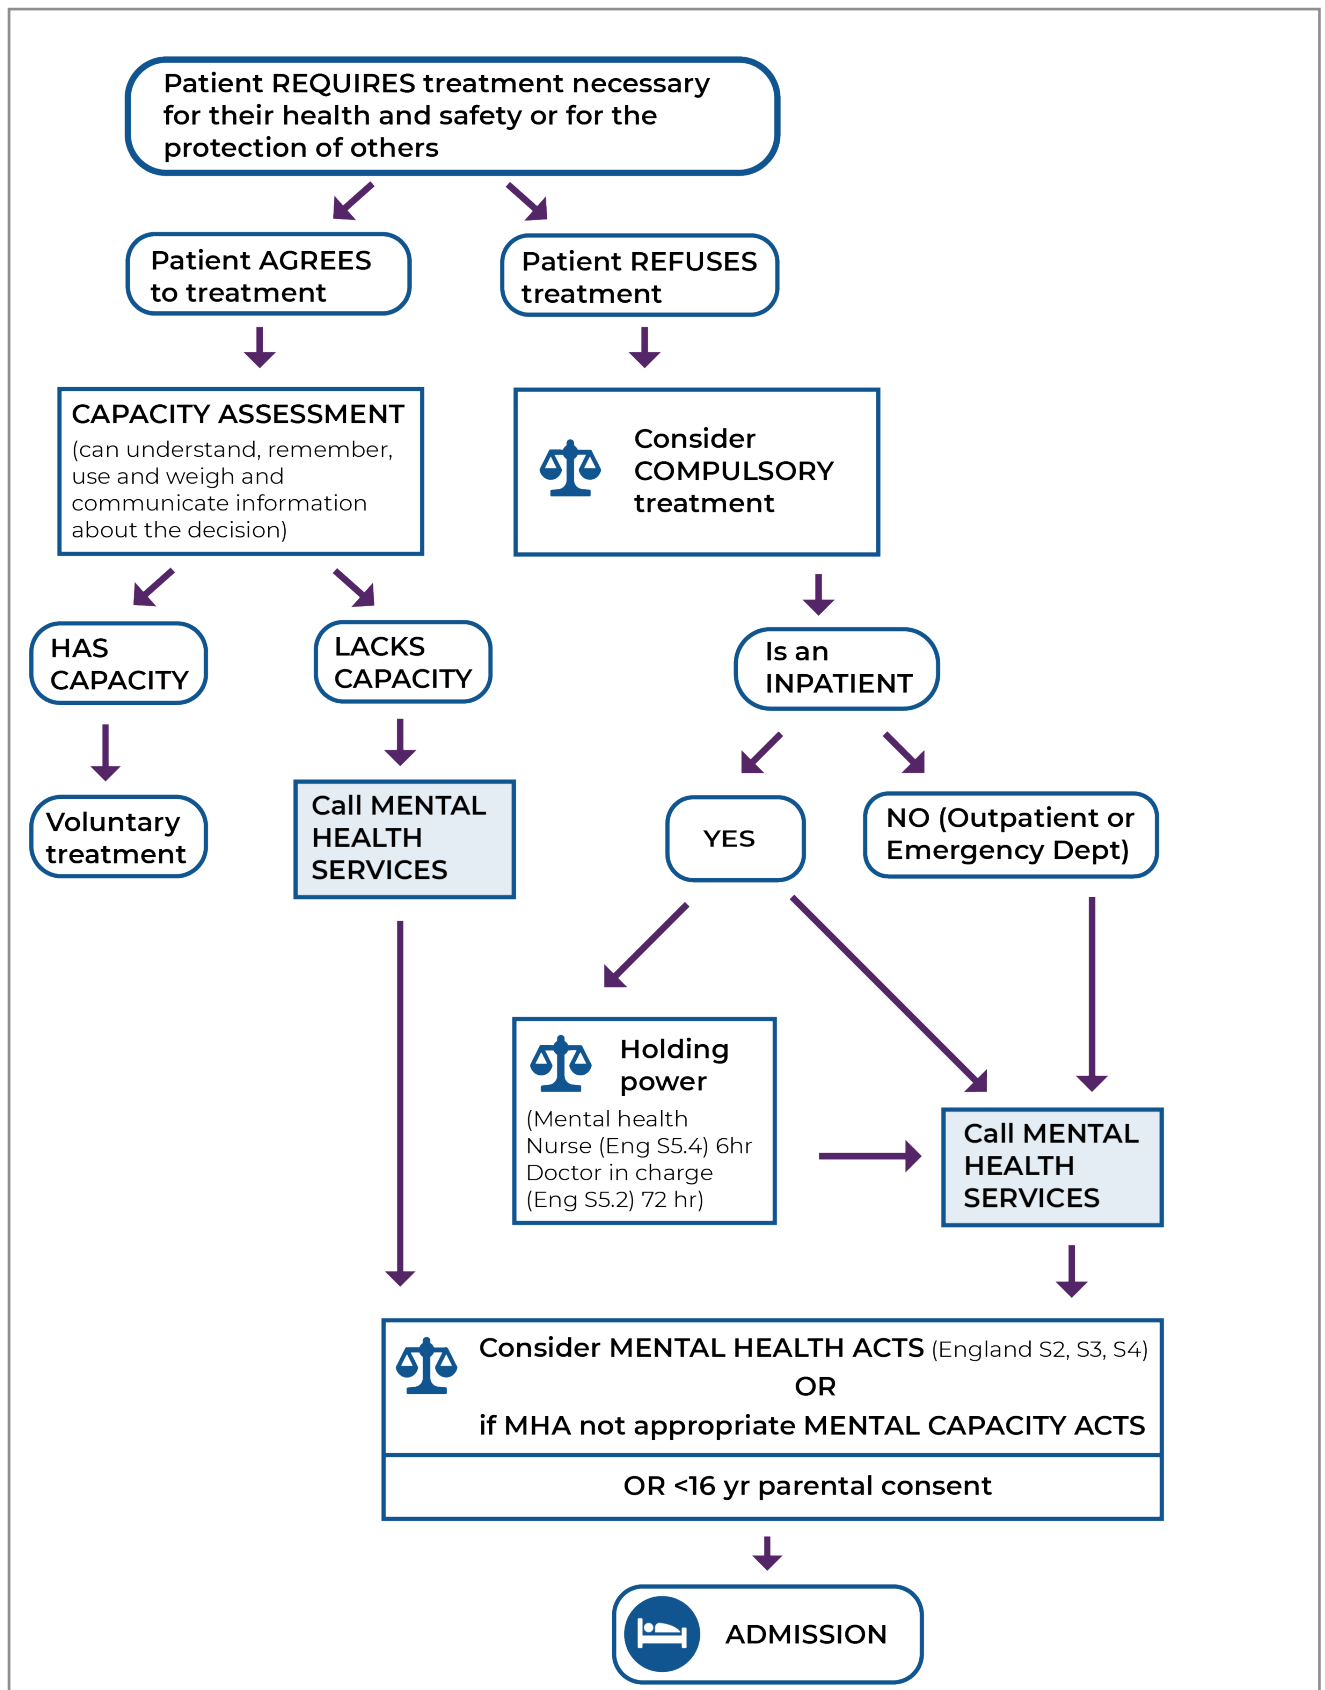 Patient REQUIRES treatment necessary
for their health and safety or for the
protection of others
Patient AGREES
to treatment
Patient REFUSES
treatment
CAPACITY ASSESSMENT
(can understand, remember,
use and weigh and
communicate information
about the decision)
Consider
COMPULSORY
treatment
HAS
CAPACITY
LACKS
CAPACITY
Is an
INPATIENT
Voluntary
treatment
Call MENTAL
HEALTH
SERVICES
YES
NO (Outpatient or
Emergency Dept)
Holding
power
(Mental health
Nurse (Eng S5.4) 6hr
Doctor in charge
(Eng S5.2) 72 hr)
Call MENTAL
HEALTH
SERVICES
Consider MENTAL HEALTH ACTS (England S2, S3, S4)
OR
if MHA not appropriate MENTAL CAPACITY ACTS
OR <16 yr parental consent
ADMISSION